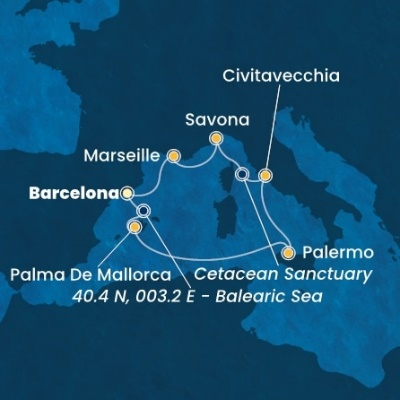 Civitavecchia
Savona
Marseille
Barcelona
Palermo
Palma De Mallorca
Cetacean Sanctuary
40.4 N, 003.2 E - Balearic Sea